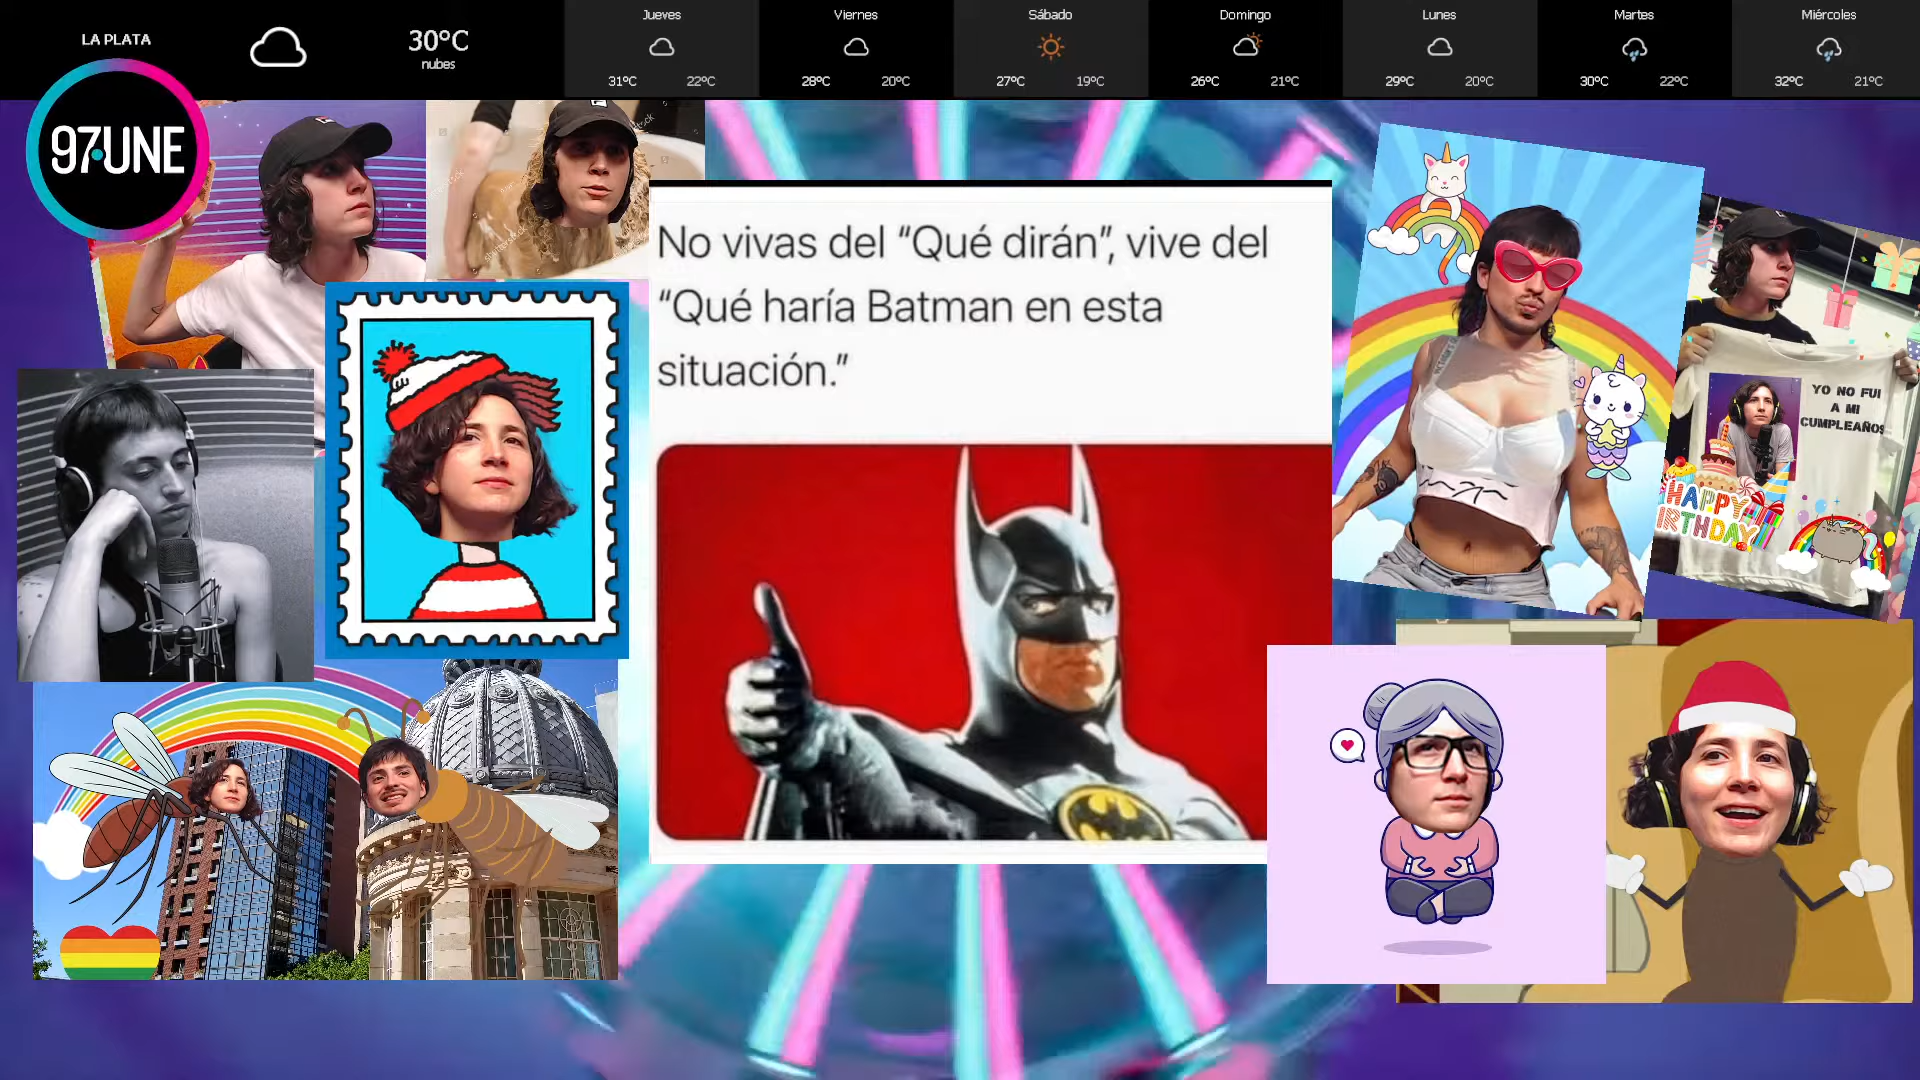 LA PLATA
30°C
nubes
Jueves
31°C 22°C
Viernes
28°C 20°C
Sábado
27°C 19°C
Domingo
26°C 21°C
Lunes
29°C 20°C
Martes
30°C 22°C
Miércoles
32°C 21°C
97UNE
No vivas del “Qué dirán”, vive del
“Qué haría Batman en esta
situación.”
YO NO FUI
A MI
CUMPLEAÑOS
HAPPY
BIRTHDAY